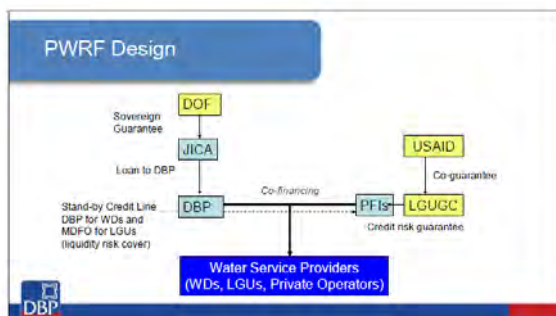 PWRF Design
DOF
Sovereign
Guarantee
JICA
USAID
Loan to DBP
Co-guarantee
Co-financing
Stand-by Credit Line
DBP for WDs and
MDFO for LGUs
(liquidity risk cover)
DBP
PFIs
LGUGC
Credit risk guarantee
Water Service Providers
(WDs, LGUs, Private Operators)
DBP